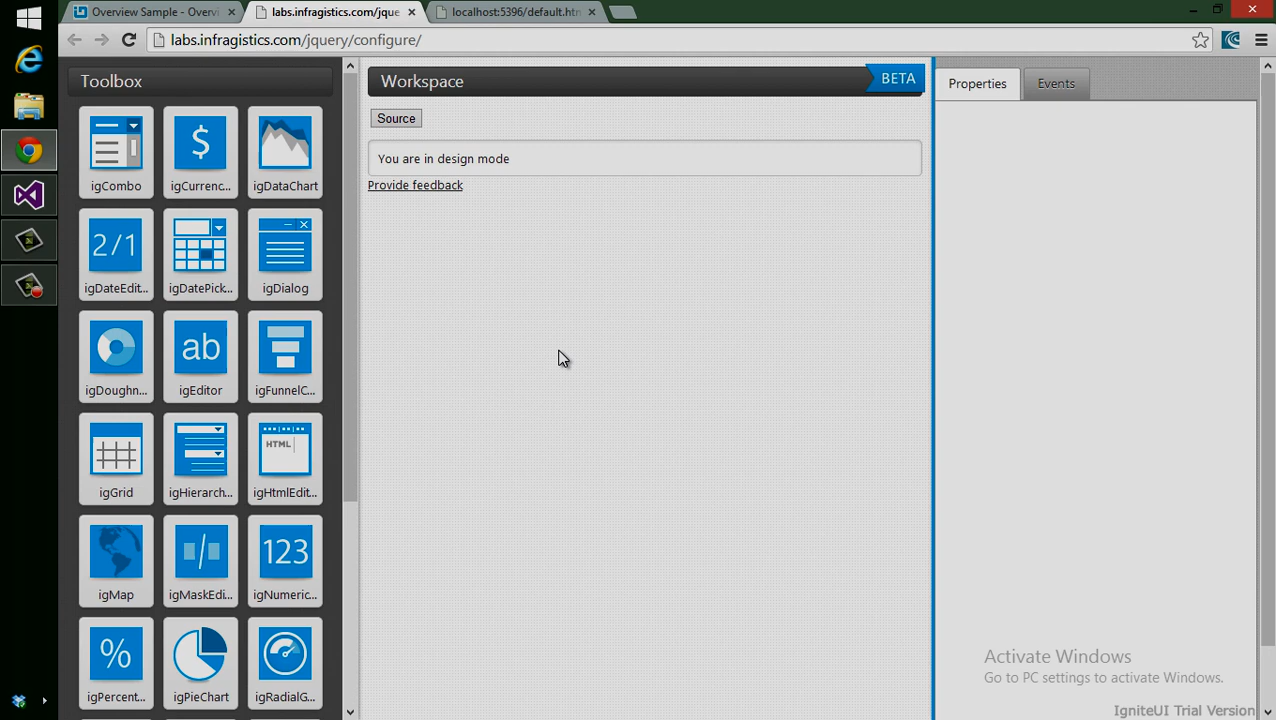 Overview Sample - Overvi
labs.infragistics.com/jque
localhost:5396/default.htm
labs.infragistics.com/jquery/configure/
Toolbox
Workspace
BETA
Properties
Events
Source
You are in design mode
Provide feedback
igCombo
$
igCurrenc...
igDataChart
2/1
igDateEdit...
igDatePick...
igDialog
igDoughn...
ab
igEditor
igFunnelC...
igGrid
igHierarch...
HTML
igHtmlEdit...
igMap
igMaskEdi...
123
igNumeric...
%
igPercent...
igPieChart
igRadialG...
Activate Windows
Go to PC settings to activate Windows.
IgniteUI Trial Version